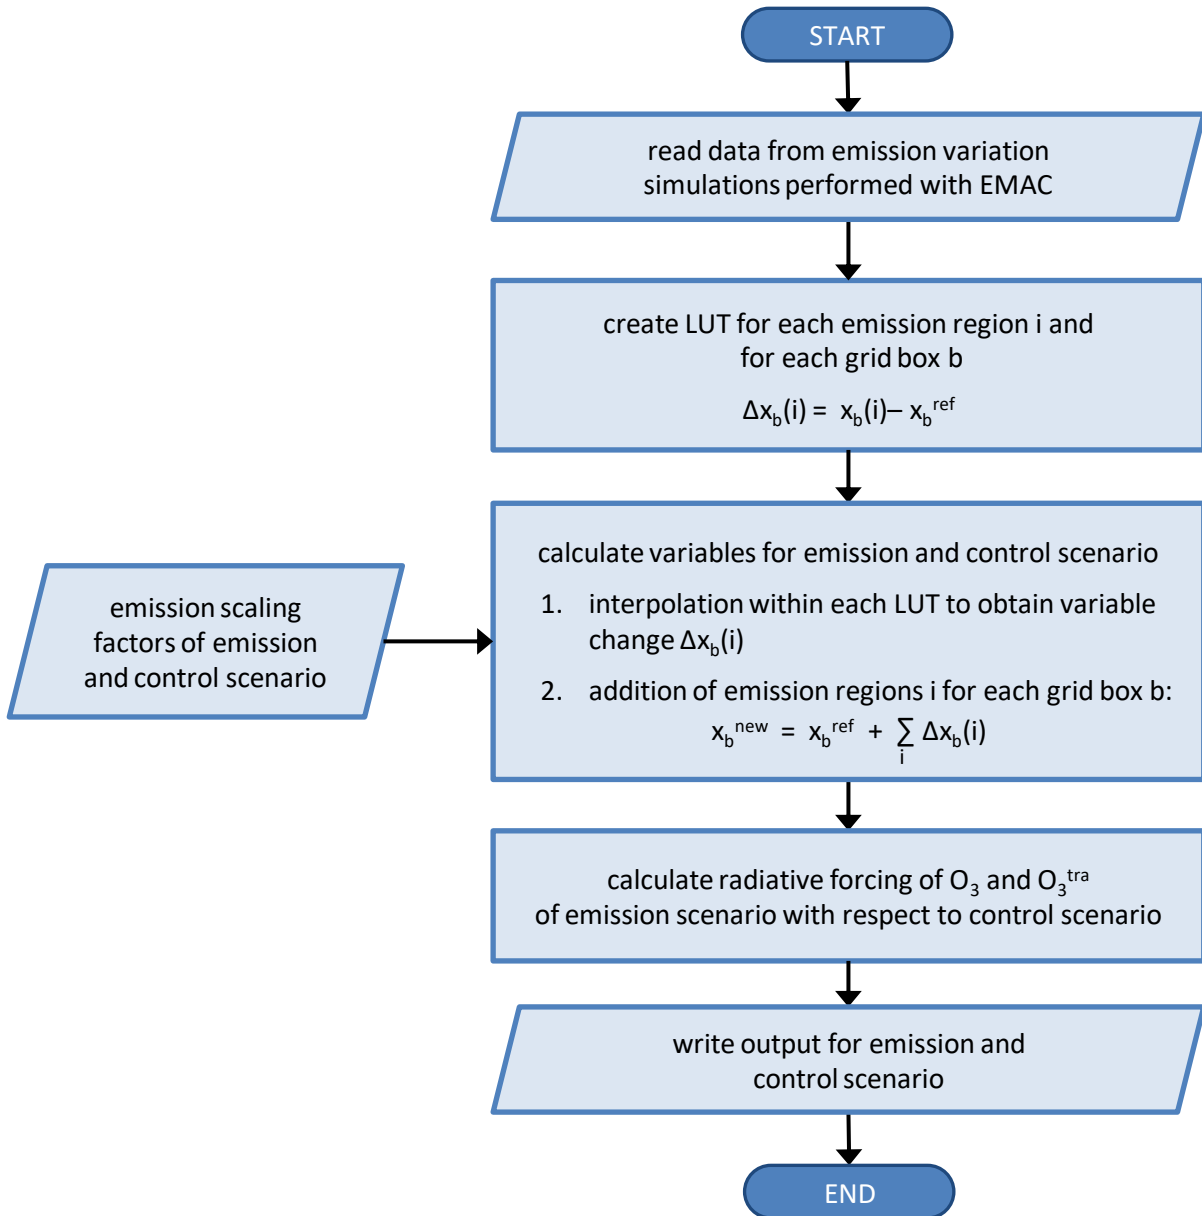 START
read data from emission variation
simulations performed with EMAC
create LUT for each emission region i and
for each grid box b
Δx_b(i) = x_b(i)– x_b^ref
emission scaling
factors of emission
and control scenario
calculate variables for emission and control scenario
1. interpolation within each LUT to obtain variable
change Δx_b(i)
2. addition of emission regions i for each grid box b:
x_b^new = x_b^ref + ∑_i Δx_b(i)
calculate radiative forcing of O₃ and O₃^tra
of emission scenario with respect to control scenario
write output for emission and
control scenario
END